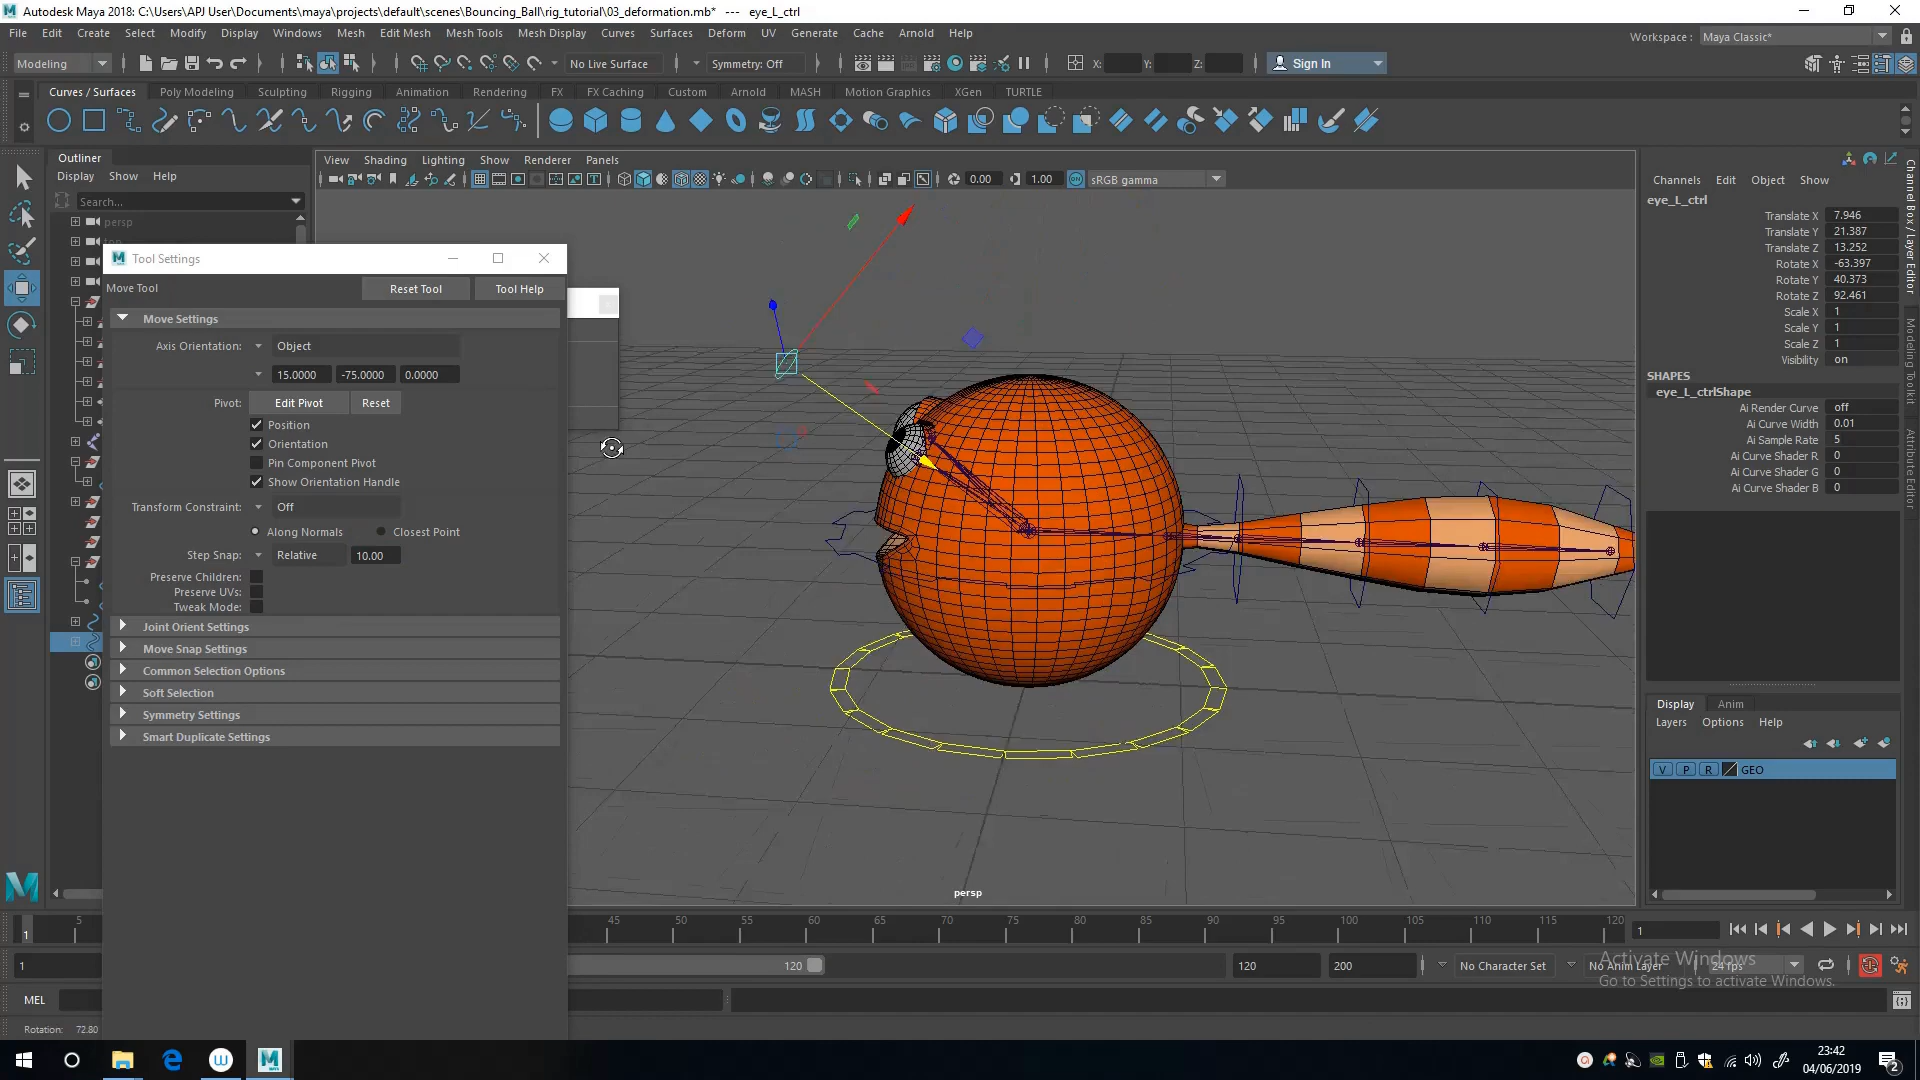 Autodesk Maya 2018: C:\Users\APJ User\Documents\maya\projects\default\scenes\Bouncing_Ball\rig_tutorial\03_deformation.mb* --- eye_L_ctrl
File Edit Create Select Modify Display Windows Mesh Edit Mesh Mesh Tools Mesh Display Curves Surfaces Deform UV Generate Cache Arnold Help
Workspace : Maya Classic*
Modeling No Live Surface Symmetry: Off X: Y: Z: Sign In
Curves / Surfaces Poly Modeling Sculpting Rigging Animation Rendering FX FX Caching Custom Arnold MASH Motion Graphics XGen TURTLE
Outliner
Display Show Help
Search...
persp
View Shading Lighting Show Renderer Panels
0.00 1.00 sRGB gamma
Tool Settings
Move Tool Reset Tool Tool Help
Move Settings
Axis Orientation: Object
15.0000 -75.0000 0.0000
Pivot: Edit Pivot Reset
Position
Orientation
Pin Component Pivot
Show Orientation Handle
Transform Constraint: Off
Along Normals Closest Point
Step Snap: Relative 10.00
Preserve Children:
Preserve UVs:
Tweak Mode:
Joint Orient Settings
Move Snap Settings
Common Selection Options
Soft Selection
Symmetry Settings
Smart Duplicate Settings
persp
Channels Edit Object Show
eye_L_ctrl
Translate X 7.946
Translate Y 21.387
Translate Z 13.252
Rotate X -63.397
Rotate Y 40.373
Rotate Z 92.461
Scale X 1
Scale Y 1
Scale Z 1
Visibility on
SHAPES
eye_L_ctrlShape
Ai Render Curve off
Ai Curve Width 0.01
Ai Sample Rate 5
Ai Curve Shader R 0
Ai Curve Shader G 0
Ai Curve Shader B 0
Channel Box / Layer Editor
Modeling Toolkit
Attribute Editor
Display Anim
Layers Options Help
V P R GEO
1 5 45 50 55 60 65 70 75 80 85 90 95 100 105 110 115 120
1
1 120 120 200 No Character Set No Anim Layer 24 fps
Activate Windows
Go to Settings to activate Windows.
MEL
Rotation: 72.80
23:42
04/06/2019
2